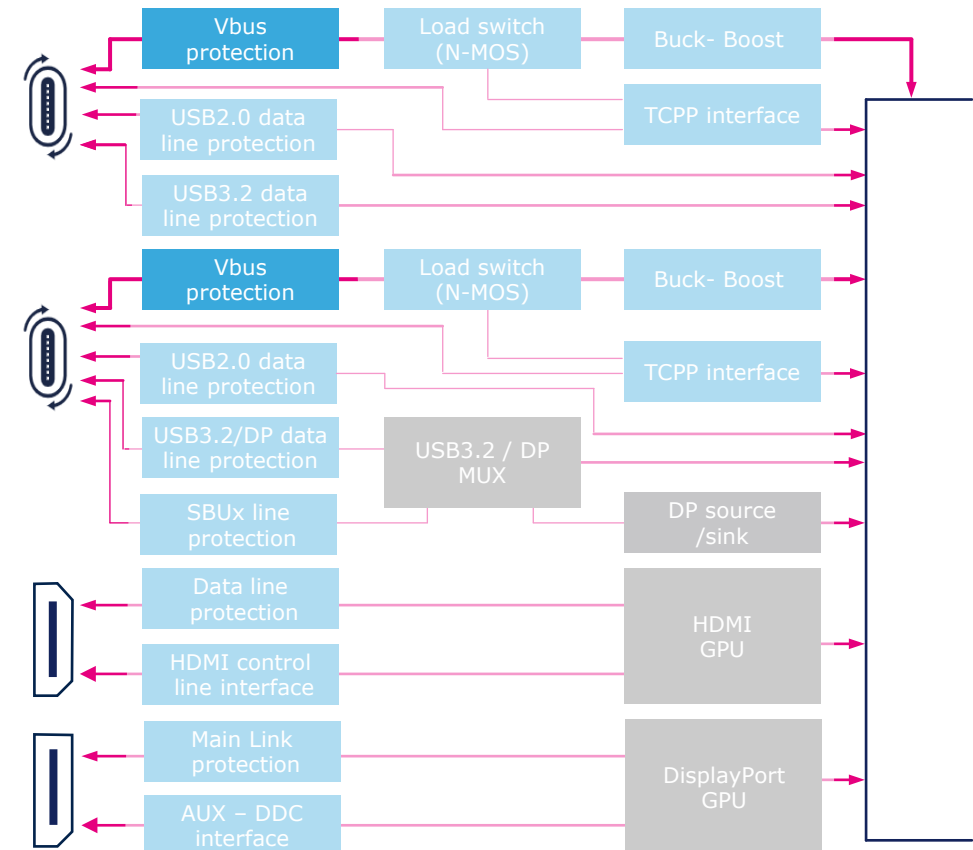 Vbus
protection
Load switch
(N-MOS)
Buck- Boost
USB2.0 data
line protection
TCPP interface
USB3.2 data
line protection
Vbus
protection
Load switch
(N-MOS)
Buck- Boost
USB2.0 data
line protection
TCPP interface
USB3.2/DP data
line protection
USB3.2 / DP
MUX
SBUx line
protection
DP source
/sink
Data line
protection
HDMI
GPU
HDMI control
line interface
Main Link
protection
DisplayPort
GPU
AUX – DDC
interface